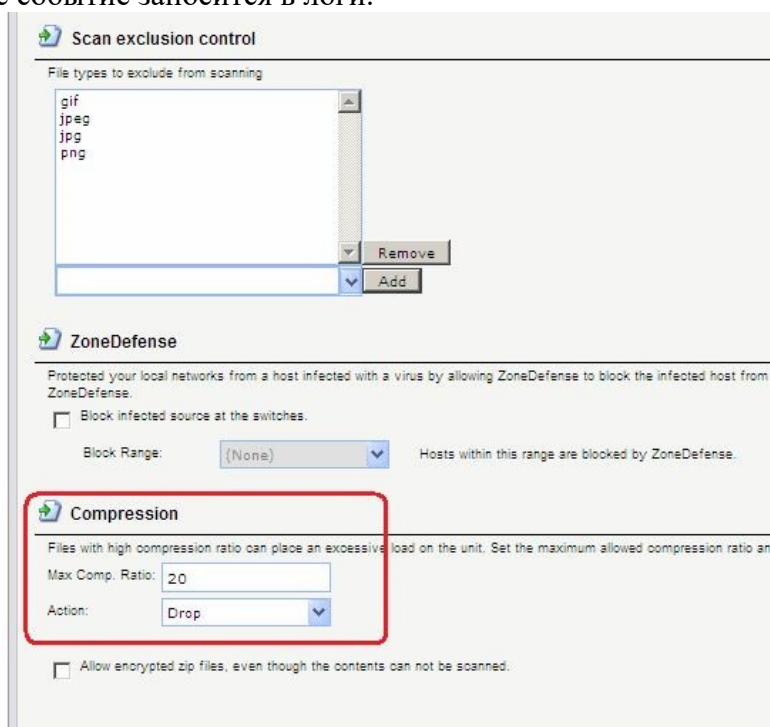 событие заносится в логи.
Scan exclusion control
File types to exclude from scanning
gif
jpeg
jpg
png
Remove
Add
ZoneDefense
Protected your local networks from a host infected with a virus by allowing ZoneDefense to block the infected host from
ZoneDefense.
Block infected source at the switches.
Block Range: (None) Hosts within this range are blocked by ZoneDefense.
Compression
Files with high compression ratio can place an excessive load on the unit. Set the maximum allowed compression ratio an
Max Comp. Ratio: 20
Action: Drop
Allow encrypted zip files, even though the contents can not be scanned.